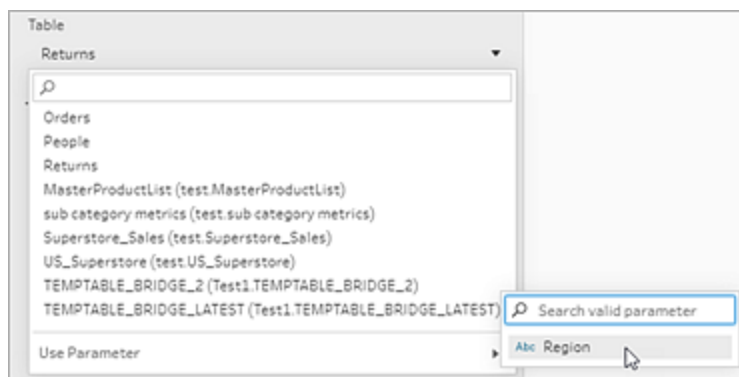 Table
Returns
Orders
People
Returns
MasterProductList (test.MasterProductList)
sub category metrics (test.sub category metrics)
Superstore_Sales (test.Superstore_Sales)
US_Superstore (test.US_Superstore)
TEMPTABLE_BRIDGE_2 (Test1.TEMPTABLE_BRIDGE_2)
TEMPTABLE_BRIDGE_LATEST (Test1.TEMPTABLE_BRIDGE_LATEST)
Search valid parameter
Use Parameter
Abc Region